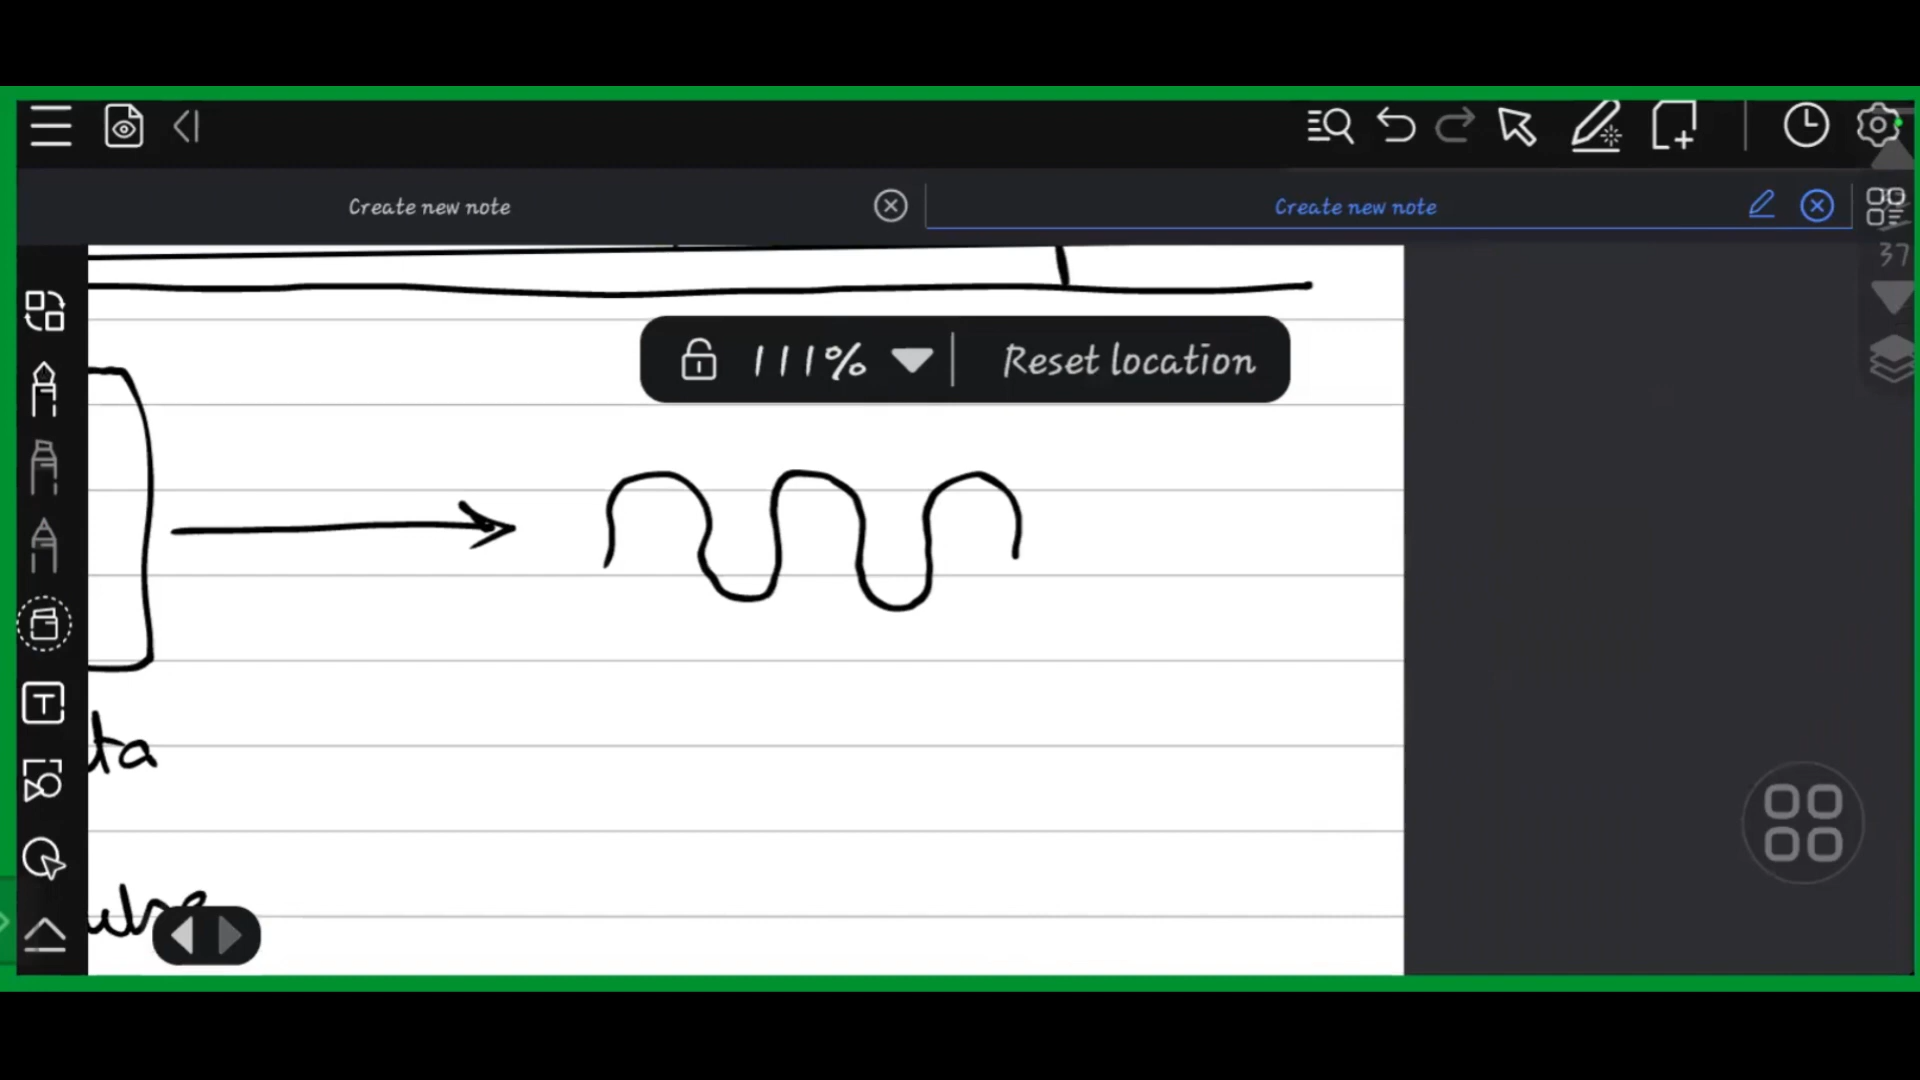 Create new note
Create new note
37
111%
Reset location
ta